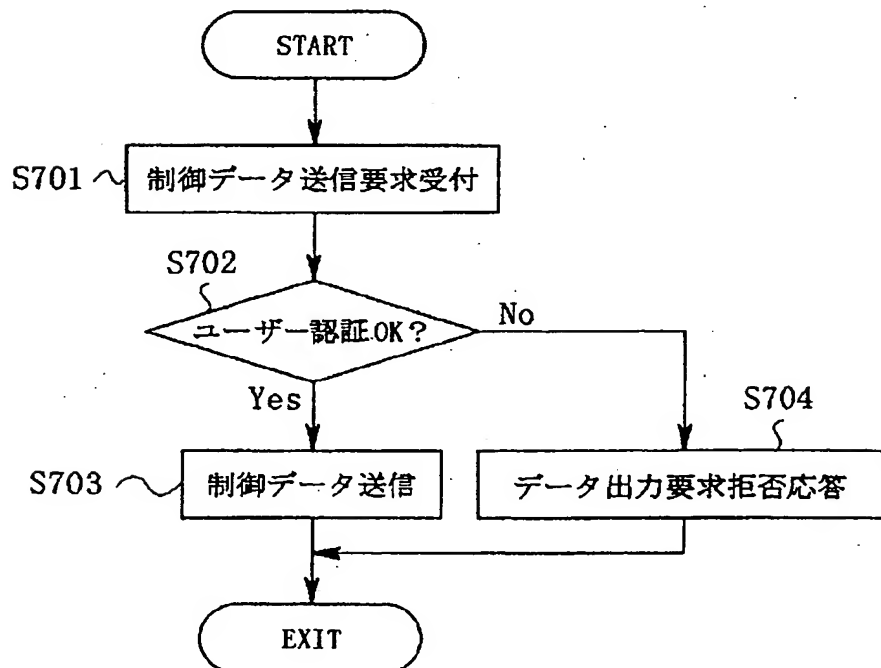 START
S701
制御データ送信要求受付
S702
ユーザー認証OK?
No
Yes
S704
S703
制御データ送信
データ出力要求拒否応答
EXIT